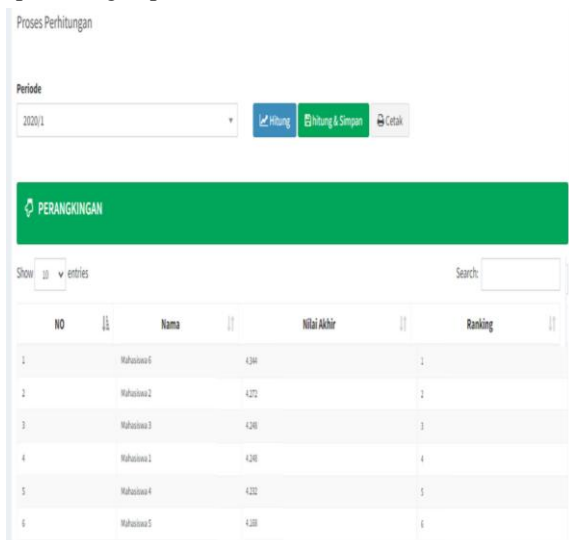 Proses Perhitungan
Periode
2020/1 Hitung hitung & Simpan Cetak
PERANGKINGAN
Show 10 entries Search:
NO Nama Nilai Akhir Ranking
1 Mahasiswa 6 4.344 1
2 Mahasiswa 2 4.272 2
3 Mahasiswa 3 4.248 3
4 Mahasiswa 1 4.248 4
5 Mahasiswa 4 4.232 5
6 Mahasiswa 5 4.188 6